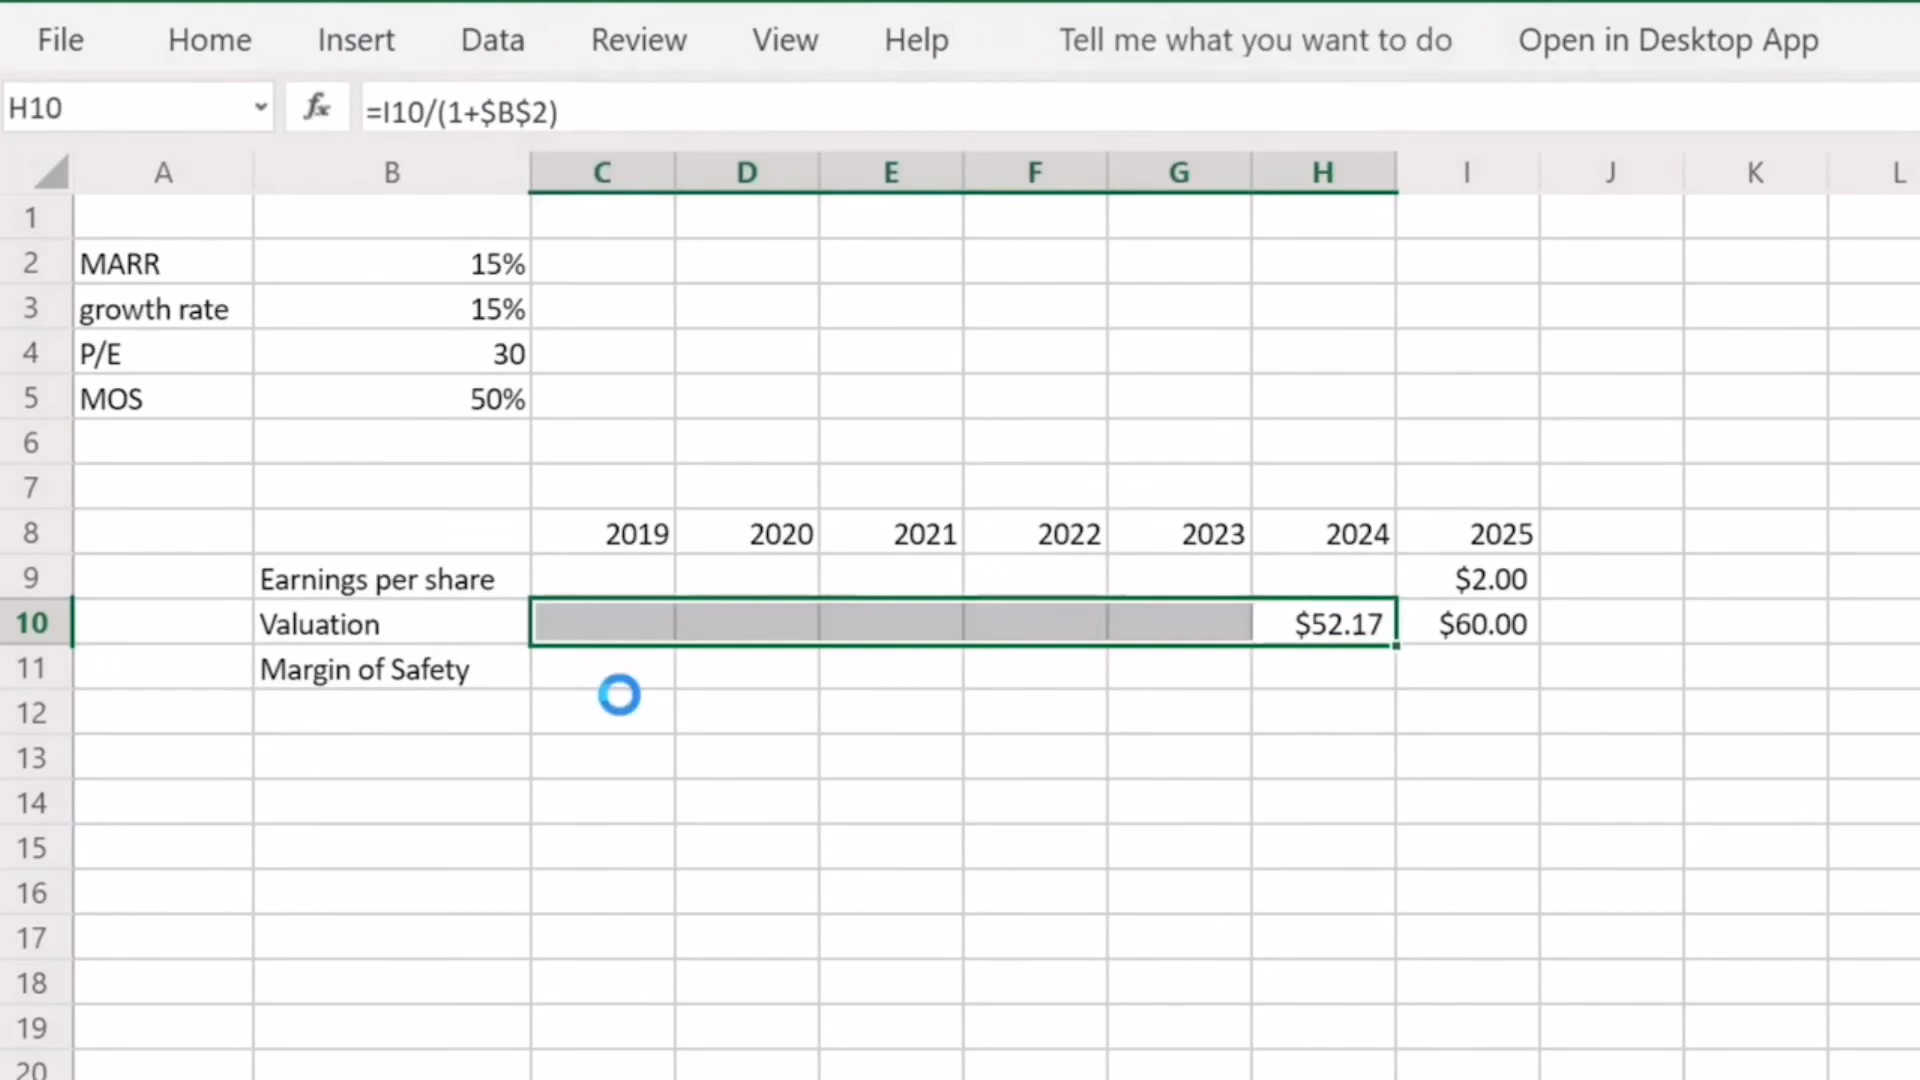 File Home Insert Data Review View Help Tell me what you want to do Open in Desktop App
H10 fx =I10/(1+$B$2)
A B C D E F G H I J K L
1
2 MARR 15%
3 growth rate 15%
4 P/E 30
5 MOS 50%
6
7
8 2019 2020 2021 2022 2023 2024 2025
9 Earnings per share $2.00
10 Valuation $52.17 $60.00
11 Margin of Safety
12
13
14
15
16
17
18
19
20